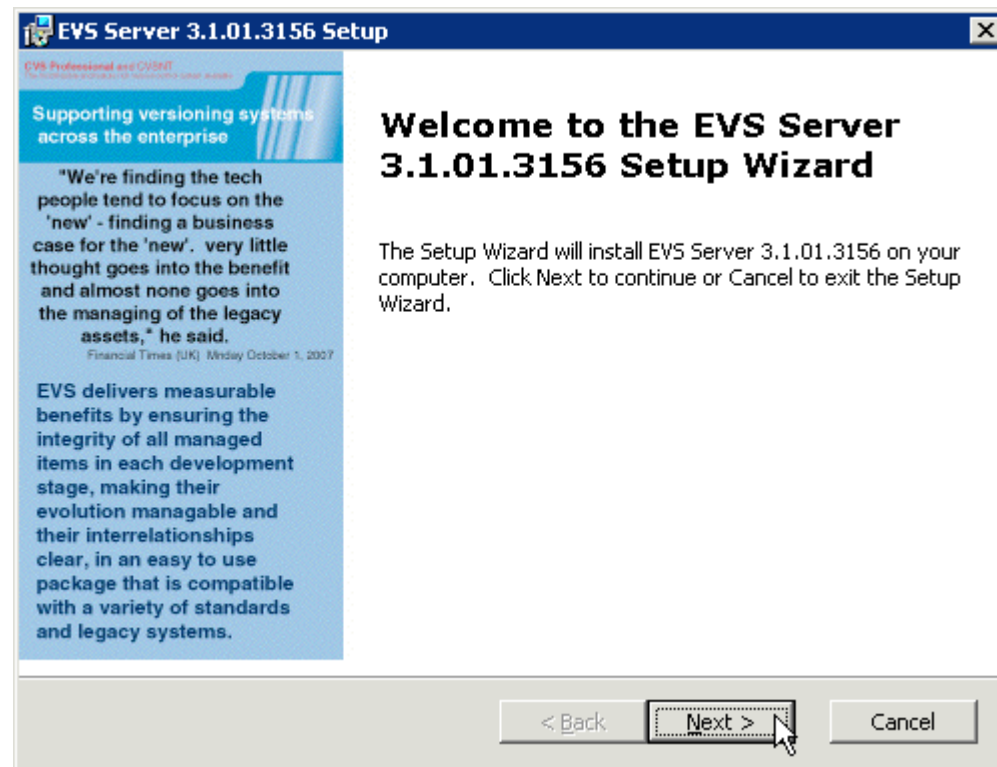 EVS Server 3.1.01.3156 Setup
CVS Professional and CVSNT
Supporting versioning systems
across the enterprise
"We're finding the tech
people tend to focus on the
'new' - finding a business
case for the 'new'. very little
thought goes into the benefit
and almost none goes into
the managing of the legacy
assets," he said.
Financial Times (UK) Mnday October 1, 2007
EVS delivers measurable
benefits by ensuring the
integrity of all managed
items in each development
stage, making their
evolution managable and
their interrelationships
clear, in an easy to use
package that is compatible
with a variety of standards
and legacy systems.
Welcome to the EVS Server
3.1.01.3156 Setup Wizard
The Setup Wizard will install EVS Server 3.1.01.3156 on your
computer. Click Next to continue or Cancel to exit the Setup
Wizard.
< Back
Next >
Cancel